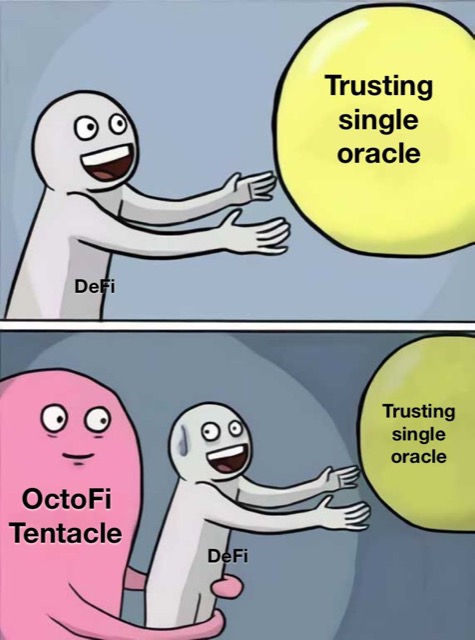 Trusting
single
oracle
DeFi
Trusting
single
oracle
OctoFi
Tentacle
DeFi